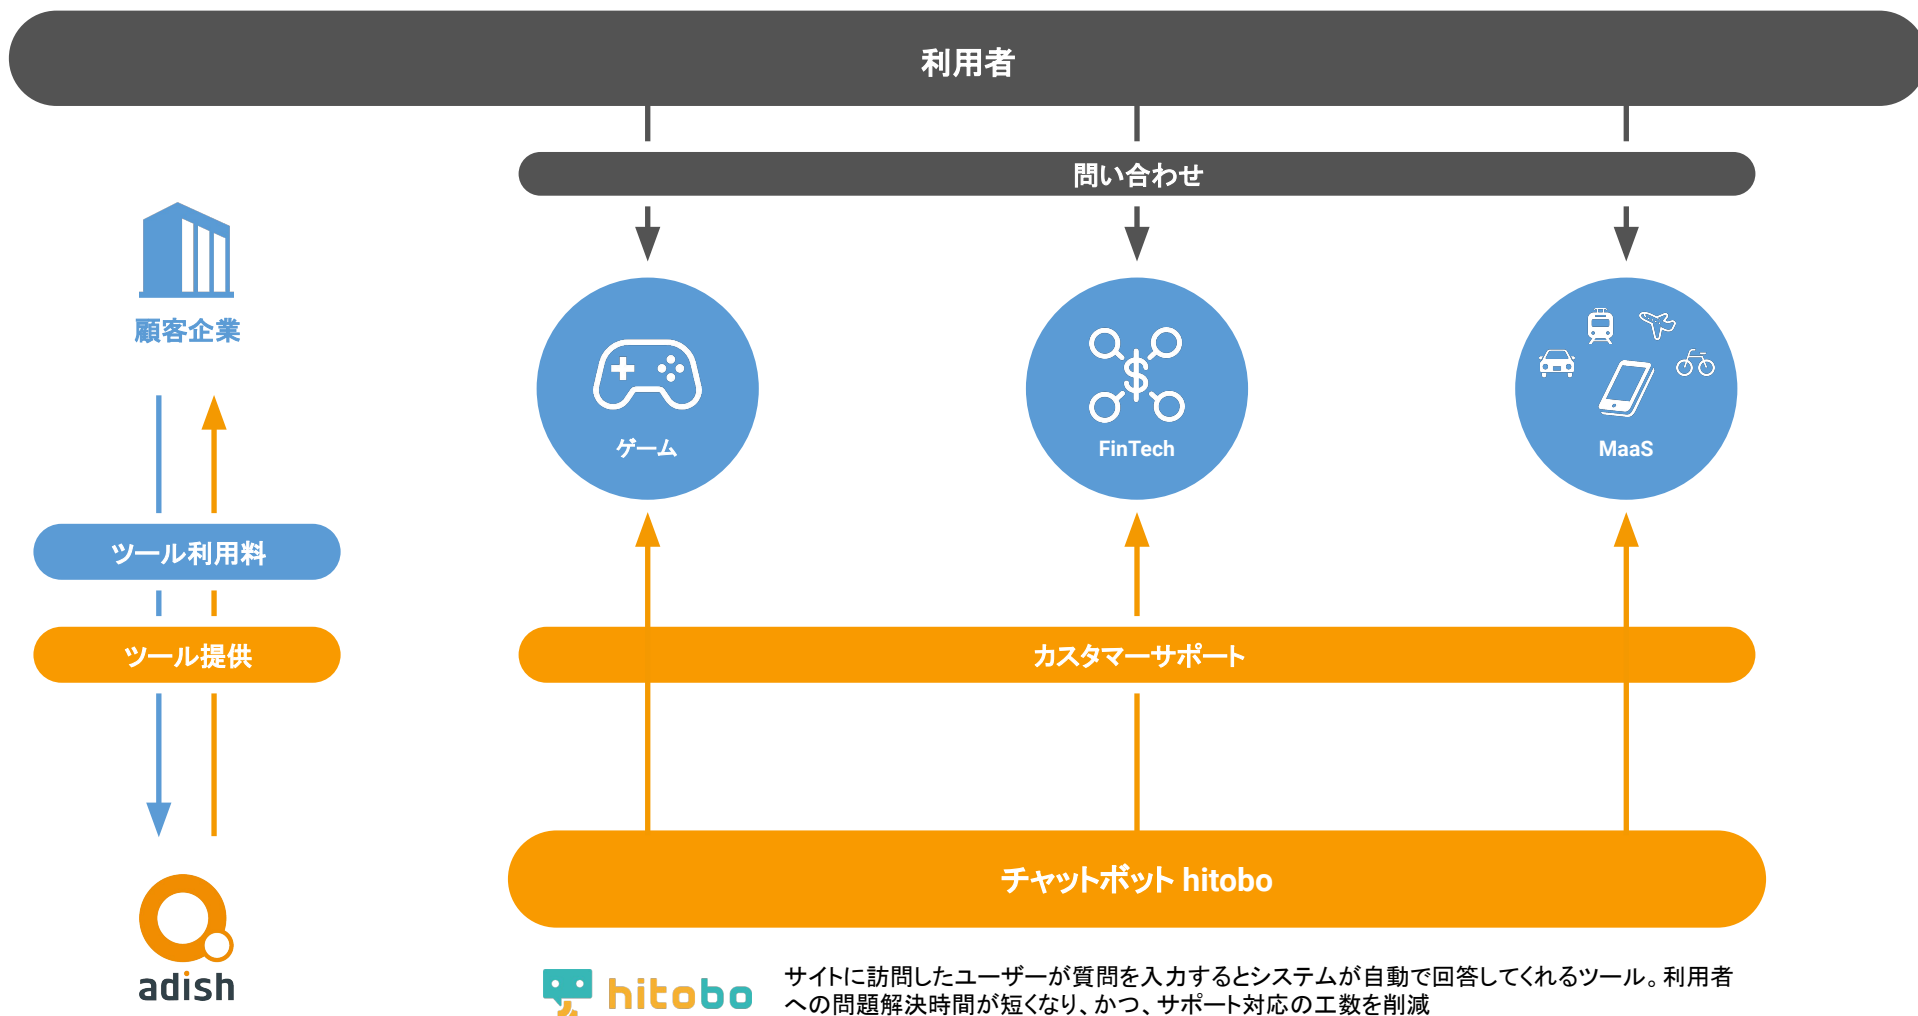 利用者
問い合わせ
顧客企業
ゲーム
FinTech
MaaS
ツール利用料
ツール提供
カスタマーサポート
チャットボット hitobo
adish
hitobo
サイトに訪問したユーザーが質問を入力するとシステムが自動で回答してくれるツール。利用者
への問題解決時間が短くなり、かつ、サポート対応の工数を削減